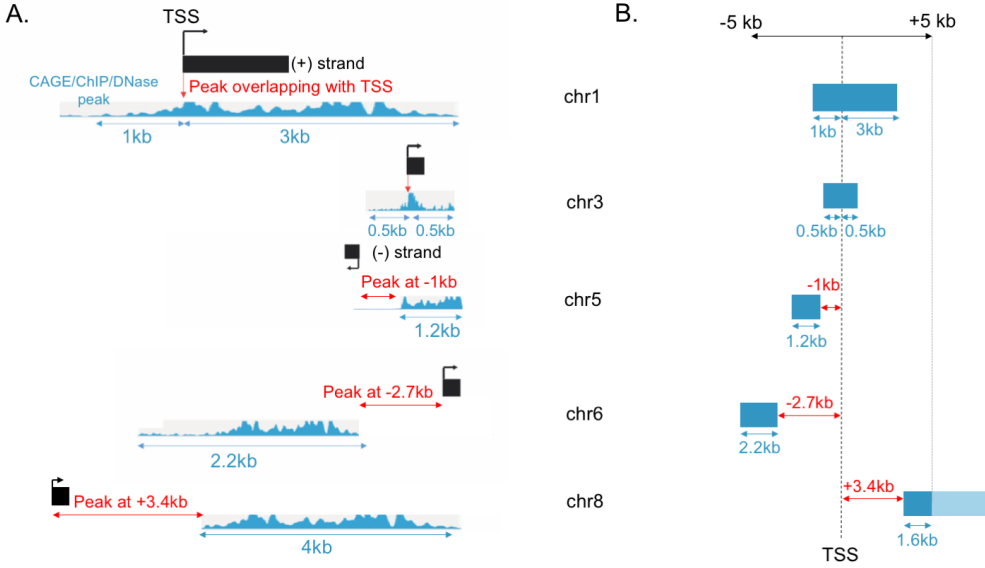 A.
TSS
(+) strand
CAGE/ChIP/DNase
peak
Peak overlapping with TSS
1kb
3kb
0.5kb
0.5kb
(-) strand
Peak at -1kb
1.2kb
Peak at -2.7kb
2.2kb
Peak at +3.4kb
4kb
B.
-5 kb
+5 kb
chr1
1kb
3kb
chr3
0.5kb
0.5kb
chr5
-1kb
1.2kb
chr6
-2.7kb
2.2kb
chr8
+3.4kb
1.6kb
TSS